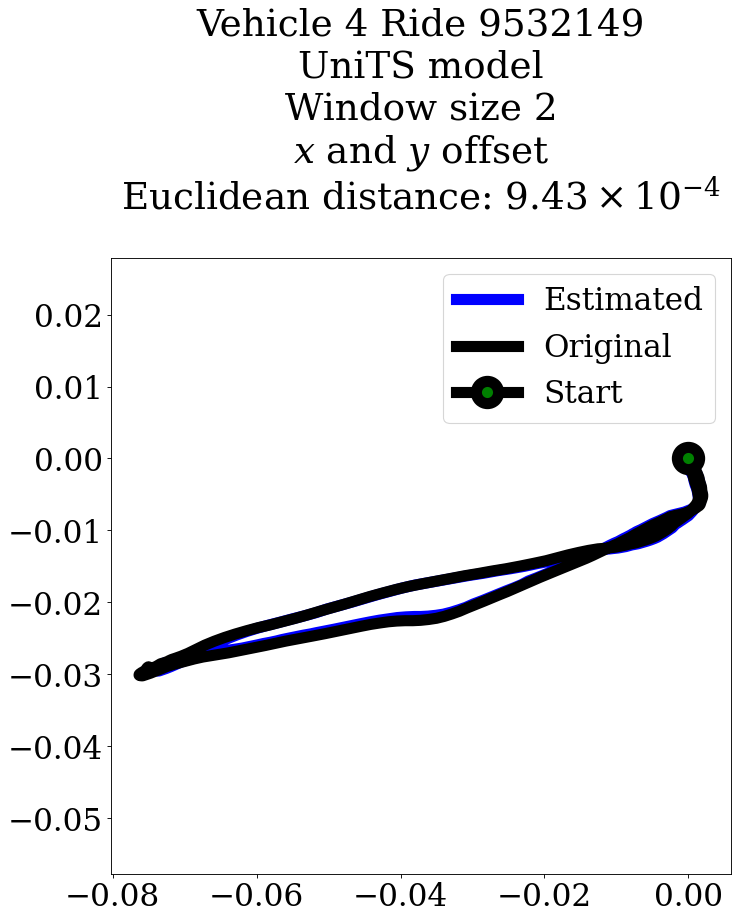 Vehicle 4 Ride 9532149
UniTS model
Window size 2
x and y offset
Euclidean distance: 9.43 × 10⁻⁴
Estimated
Original
Start
0.02
0.01
0.00
−0.01
−0.02
−0.03
−0.04
−0.05
−0.08 −0.06 −0.04 −0.02 0.00